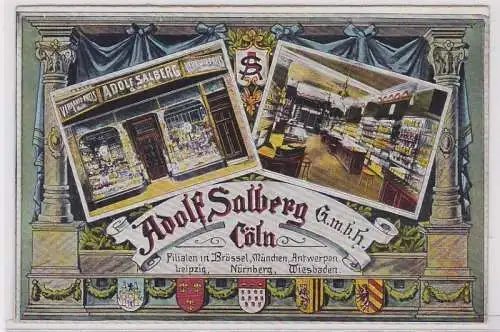 ADOLF SALBERG
AS
Adolf Salberg G.m.b.H.
Cöln
Filialen in Brüssel, München, Antwerpen
Leipzig, Nürnberg, Wiesbaden.